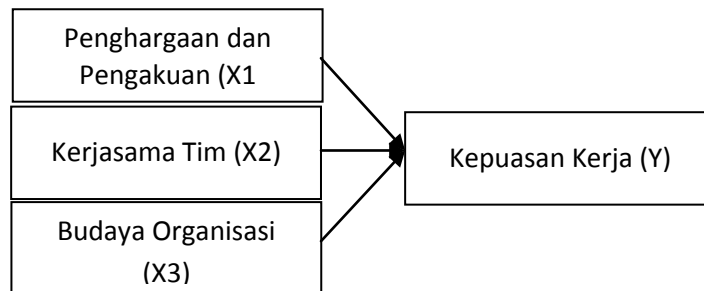 Penghargaan dan
Pengakuan (X1
Kerjasama Tim (X2)
Kepuasan Kerja (Y)
Budaya Organisasi
(X3)